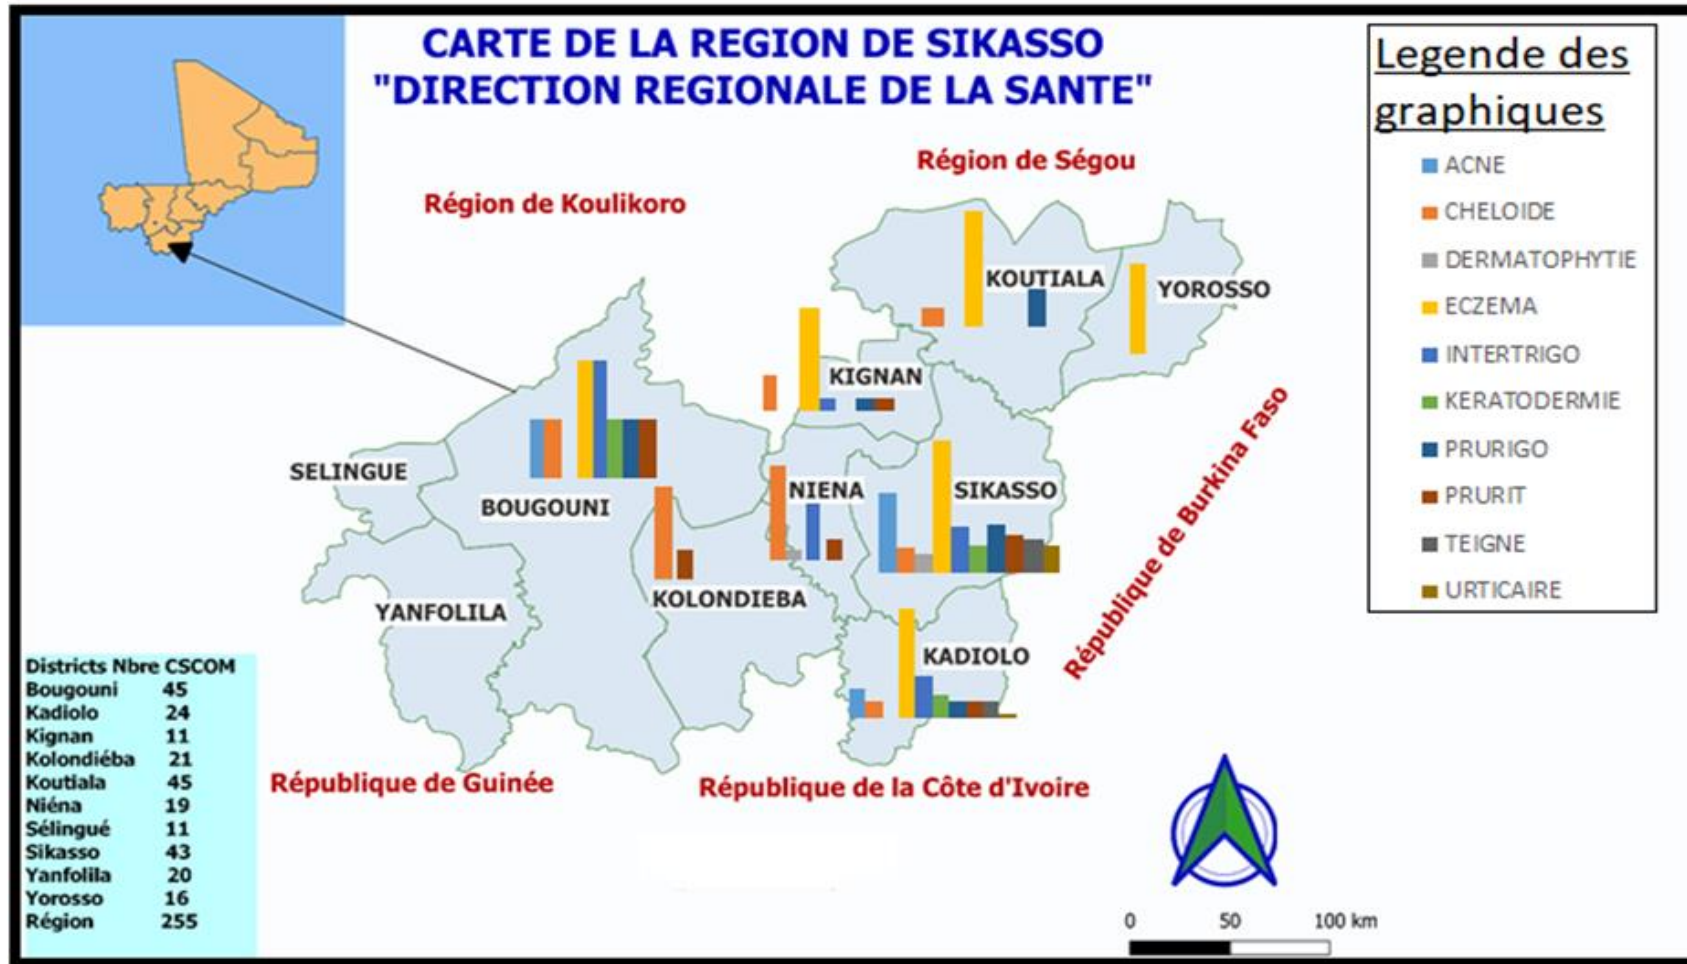 CARTE DE LA REGION DE SIKASSO
"DIRECTION REGIONALE DE LA SANTE"
Legende des
graphiques
ACNE
CHELOIDE
DERMATOPHYTIE
ECZEMA
INTERTRIGO
KERATODERMIE
PRURIGO
PRURIT
TEIGNE
URTICAIRE
Région de Ségou
Région de Koulikoro
KOUTIALA
YOROSSO
KIGNAN
SELINGUE
BOUGOUNI
NIENA
SIKASSO
KOLONDIEBA
YANFOLILA
KADIOLO
République de Burkina Faso
République de Guinée
République de la Côte d'Ivoire
Districts Nbre CSCOM
Bougouni 45
Kadiolo 24
Kignan 11
Kolondiéba 21
Koutiala 45
Niéna 19
Sélingué 11
Sikasso 43
Yanfolila 20
Yorosso 16
Région 255
0 50 100 km